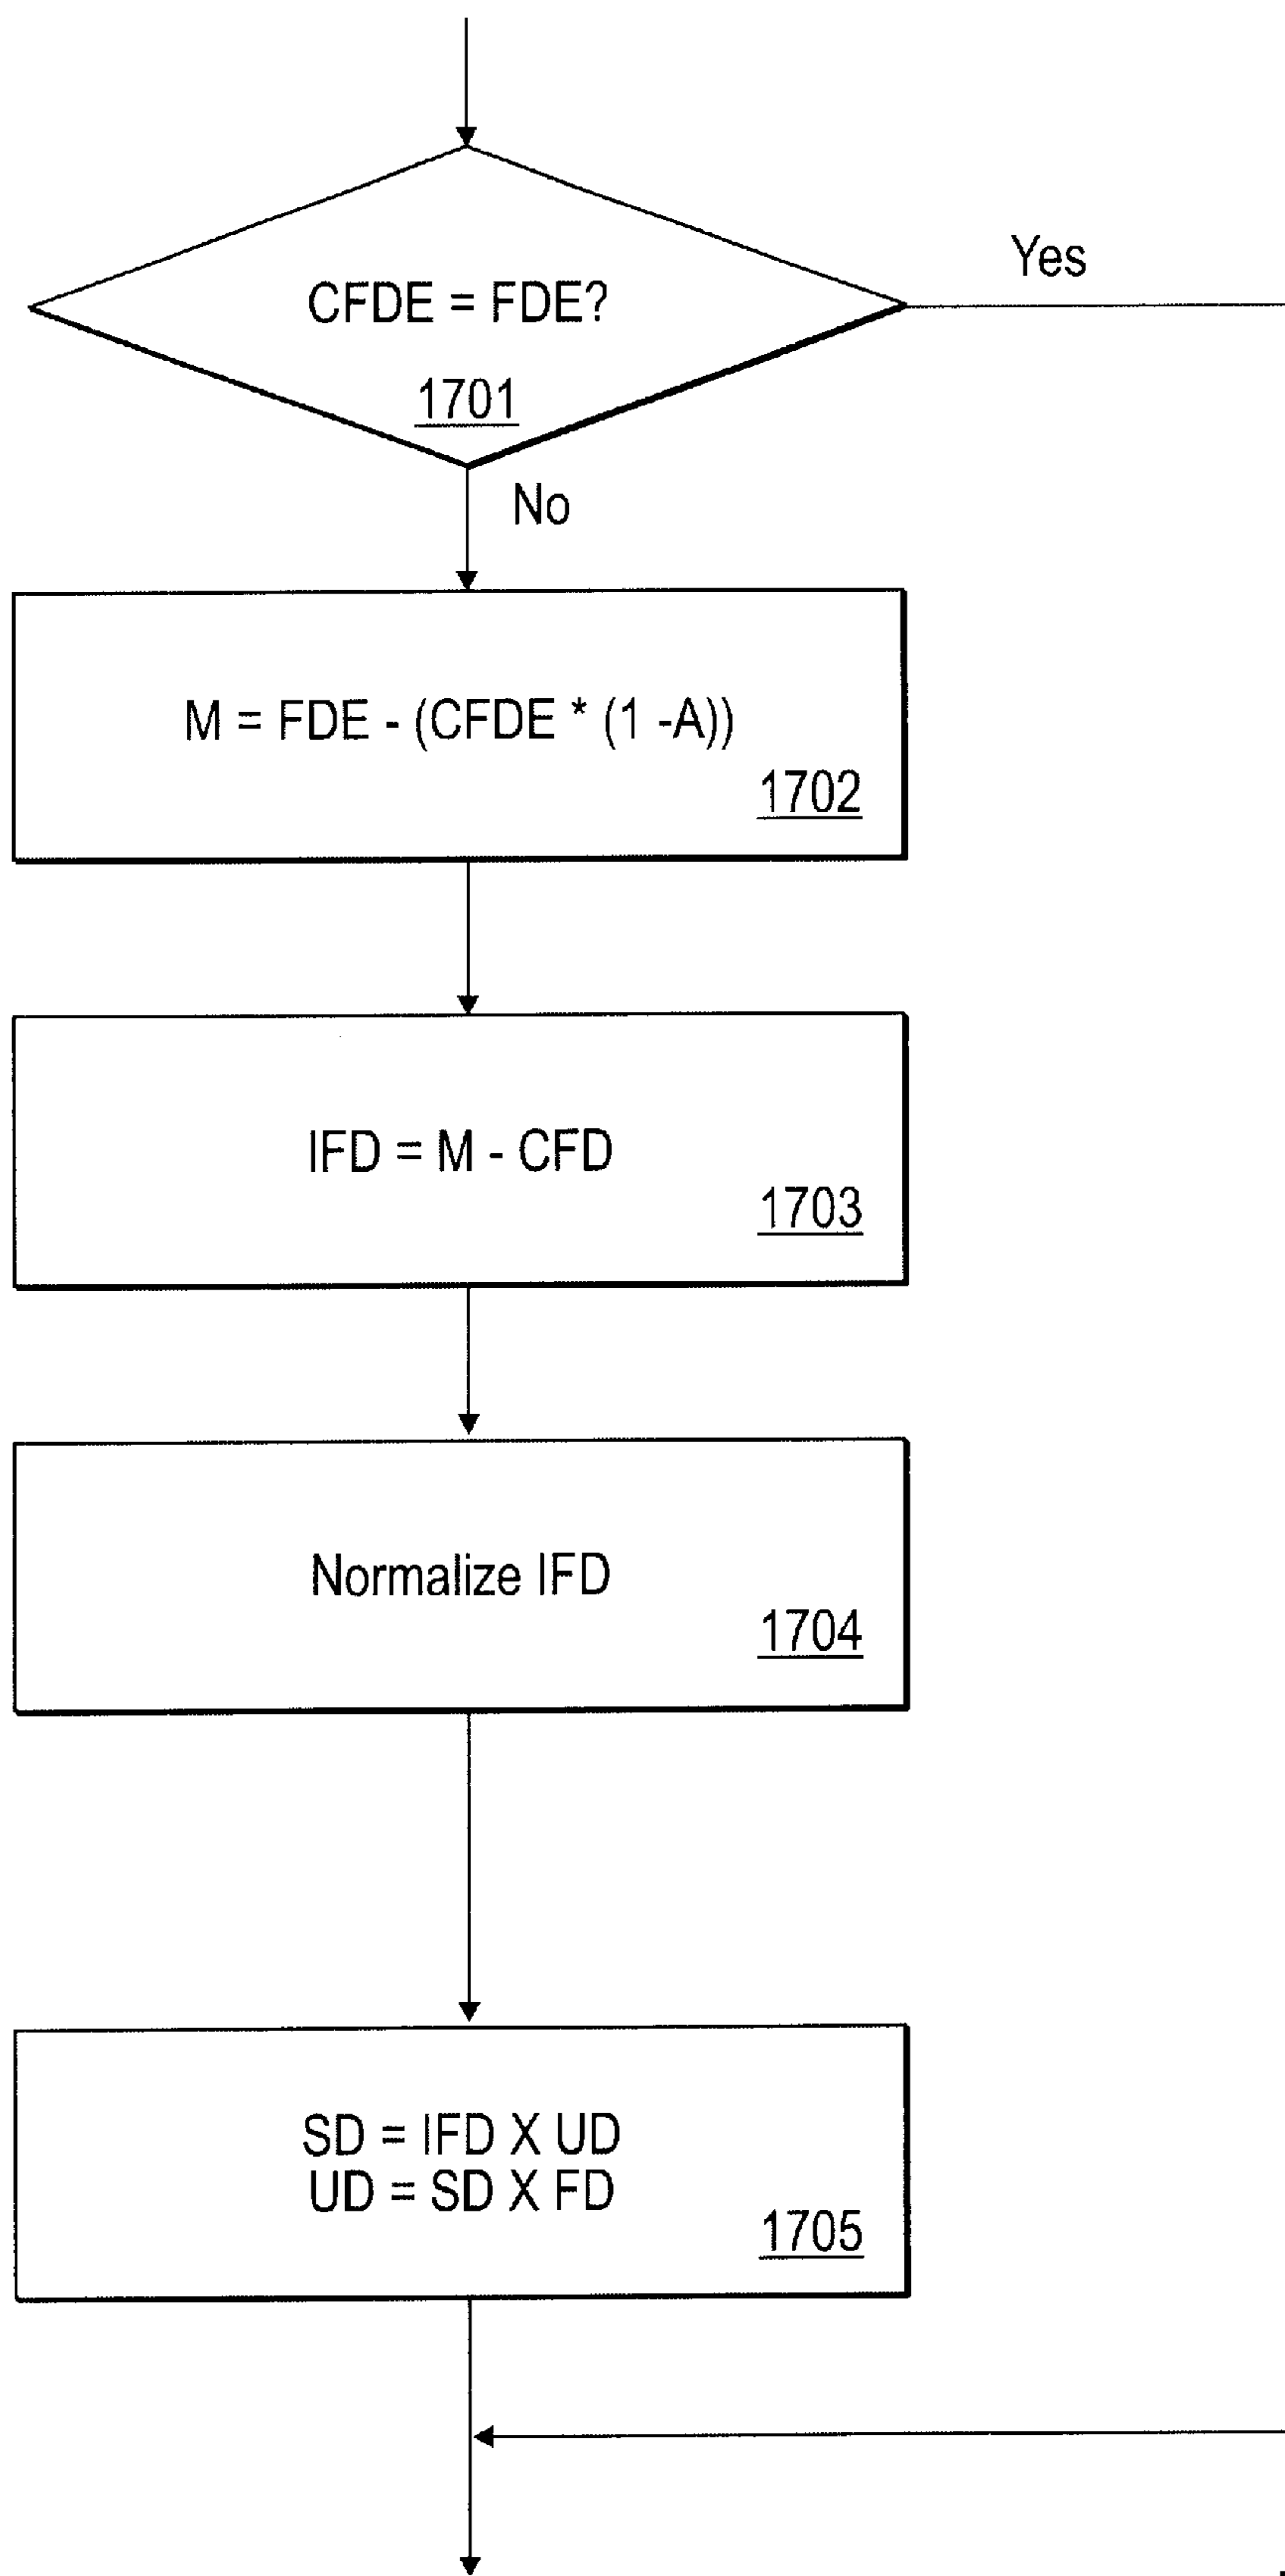 CFDE = FDE?
Yes
1701
No
M = FDE - (CFDE * (1 -A))
1702
IFD = M - CFD
1703
Normalize IFD
1704
SD = IFD X UD
UD = SD X FD
1705